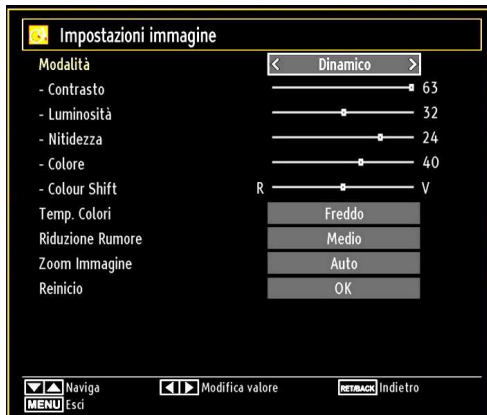 Impostazioni immagine
Modalità < Dinamico >
- Contrasto 63
- Luminosità 32
- Nitidezza 24
- Colore 40
- Colour Shift R V
Temp. Colori Freddo
Riduzione Rumore Medio
Zoom Immagine Auto
Reinicio OK
Naviga Modifica valore RET/BACK Indietro
MENU Esci